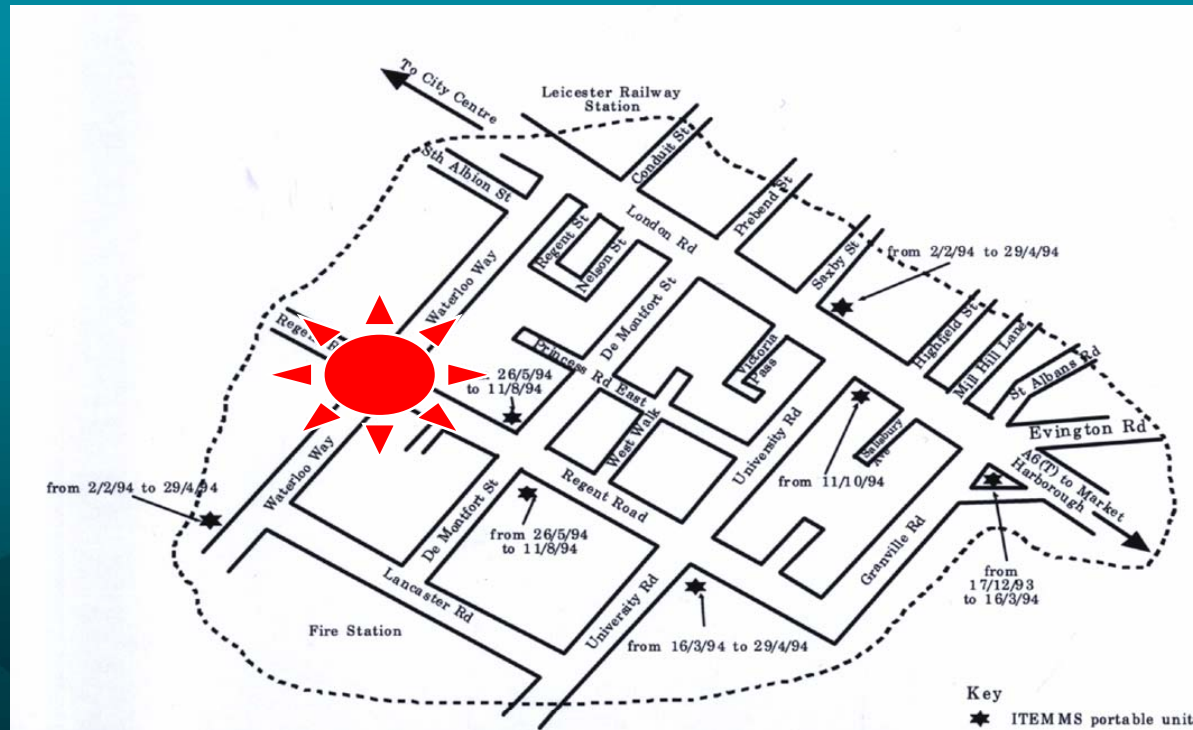 To City Centre
Leicester Railway
Station
Sth Albion St
Conduit St
Prebend St
London Rd
Regent St
Nelson St
Saxby St
from 2/2/94 to 29/4/94
Waterloo Way
De Montfort St
Highfield St
Mill Hill Lane
St Albans Rd
Princess Rd East
Victoria
Pass
26/5/94
to 11/8/94
Evington Rd
West Walk
University Rd
Salisbury
Ave
A6(T) to Market
Harborough
from 2/2/94 to 29/4/94
Waterloo Way
from 11/10/94
Regent Road
De Montfort St
from 26/5/94
to 11/8/94
Granville Rd
from
17/12/93
to 16/3/94
Lancaster Rd
University Rd
Fire Station
from 16/3/94 to 29/4/94
Key
ITEMMS portable unit